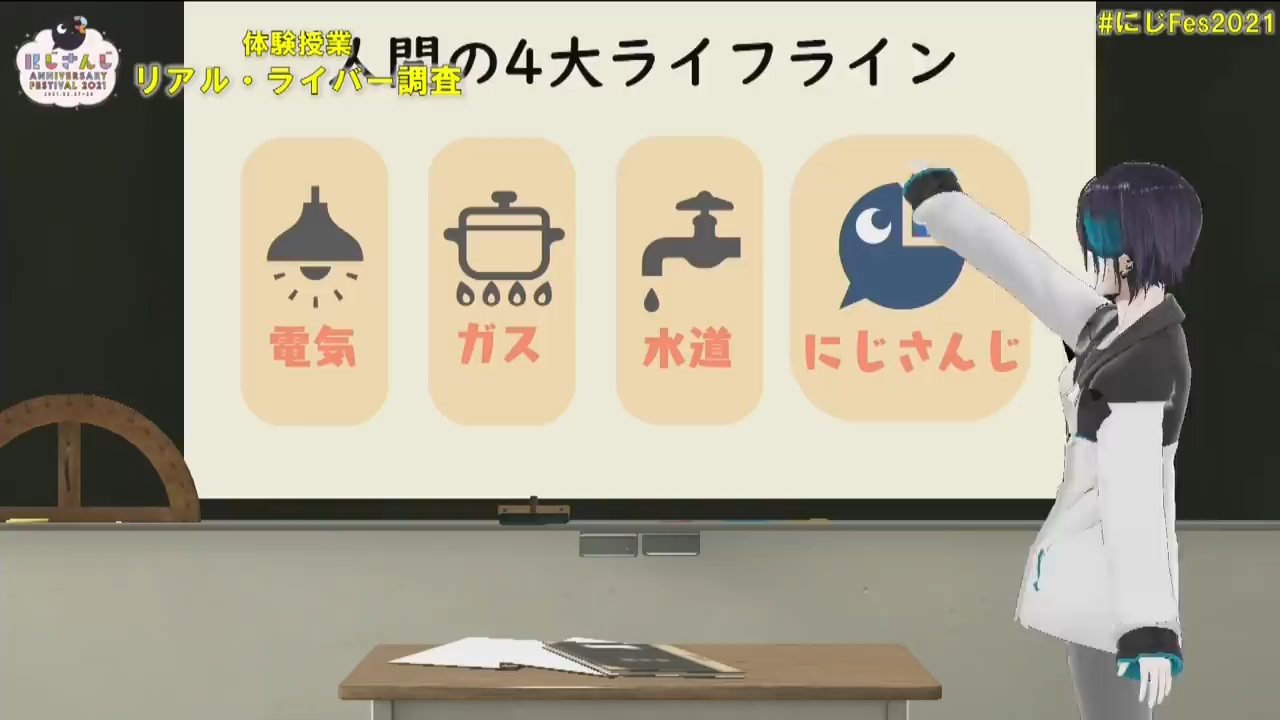 にじさんじ
ANNIVERSARY
FESTIVAL 2021
体験授業
リアル・ライバー調査
#にじFes2021
人間の4大ライフライン
電気
ガス
水道
にじさんじ